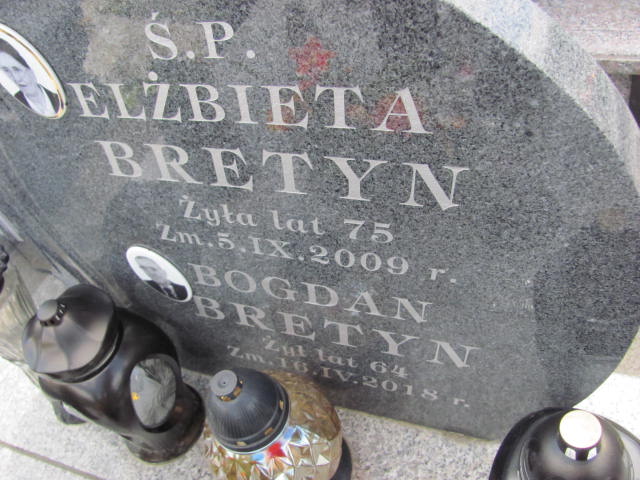 Ś.P.
ELŻBIETA
BRETYN
Żyła lat 75
Zm.5.IX.2009 r.
BOGDAN
BRETYN
Żył lat 64
Zm.16.IV.2018 r.